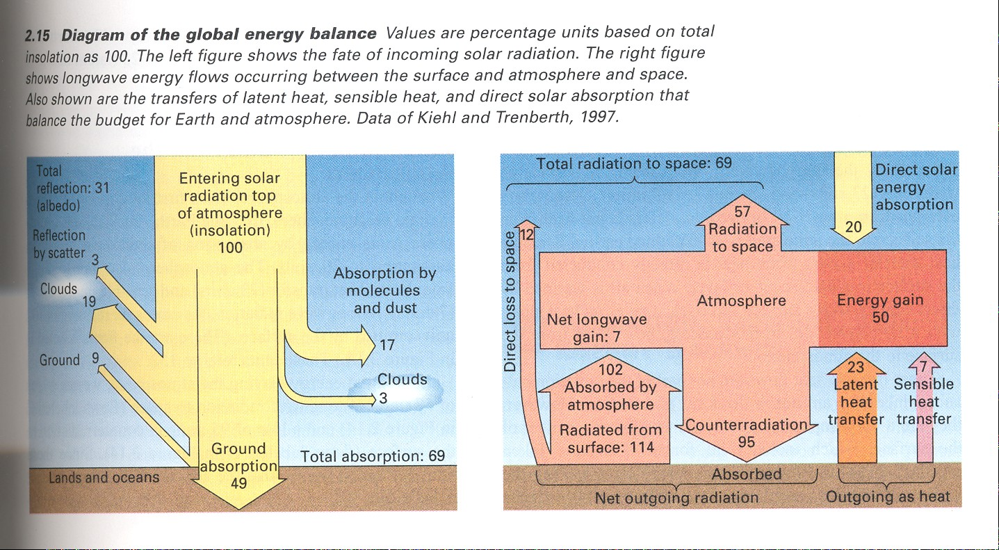 2.15 Diagram of the global energy balance Values are percentage units based on total
insolation as 100. The left figure shows the fate of incoming solar radiation. The right figure
shows longwave energy flows occurring between the surface and atmosphere and space.
Also shown are the transfers of latent heat, sensible heat, and direct solar absorption that
balance the budget for Earth and atmosphere. Data of Kiehl and Trenberth, 1997.
Total
reflection: 31
(albedo)
Entering solar
radiation top
of atmosphere
(insolation)
100
Reflection
by scatter
3
Clouds
19
Ground 9
Absorption by
molecules
and dust
17
Clouds
3
Ground
absorption
49
Total absorption: 69
Lands and oceans
Total radiation to space: 69
Direct solar
energy
absorption
20
12
Direct loss to space
57
Radiation
to space
Atmosphere
Energy gain
50
Net longwave
gain: 7
102
Absorbed by
atmosphere
Radiated from
surface: 114
Counterradiation
95
23
Latent
heat
transfer
7
Sensible
heat
transfer
Absorbed
Net outgoing radiation
Outgoing as heat